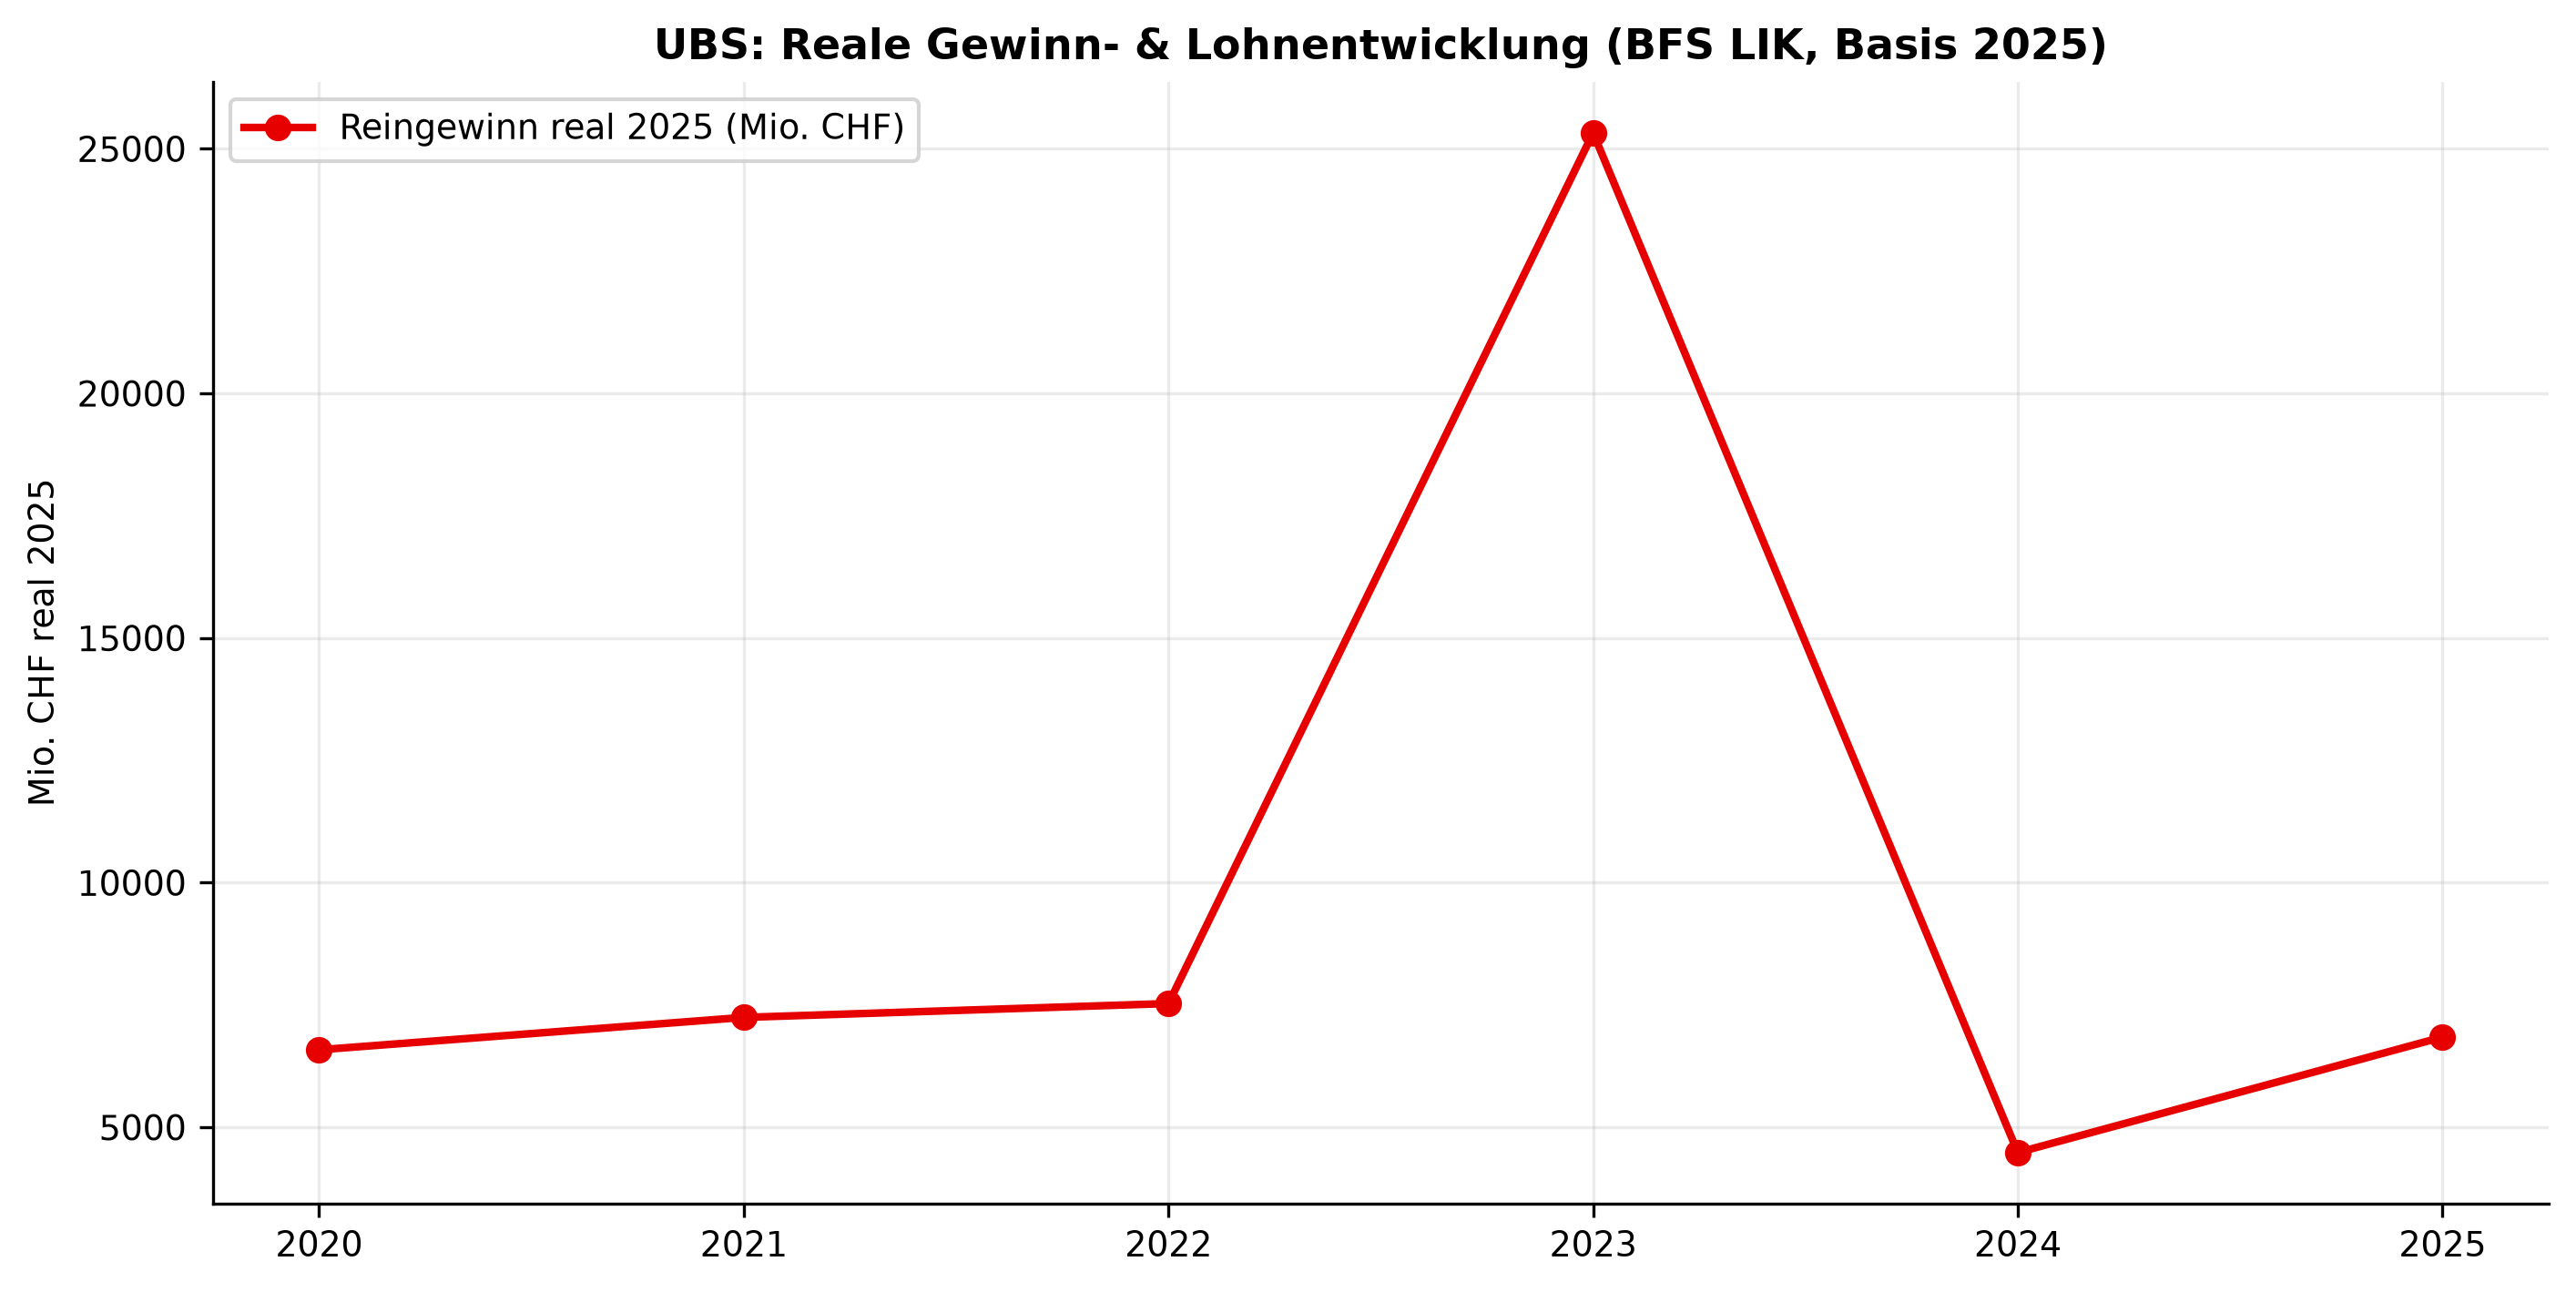 UBS: Reale Gewinn- & Lohnentwicklung (BFS LIK, Basis 2025)
Reingewinn real 2025 (Mio. CHF)
Mio. CHF real 2025
25000
20000
15000
10000
5000
2020 2021 2022 2023 2024 2025